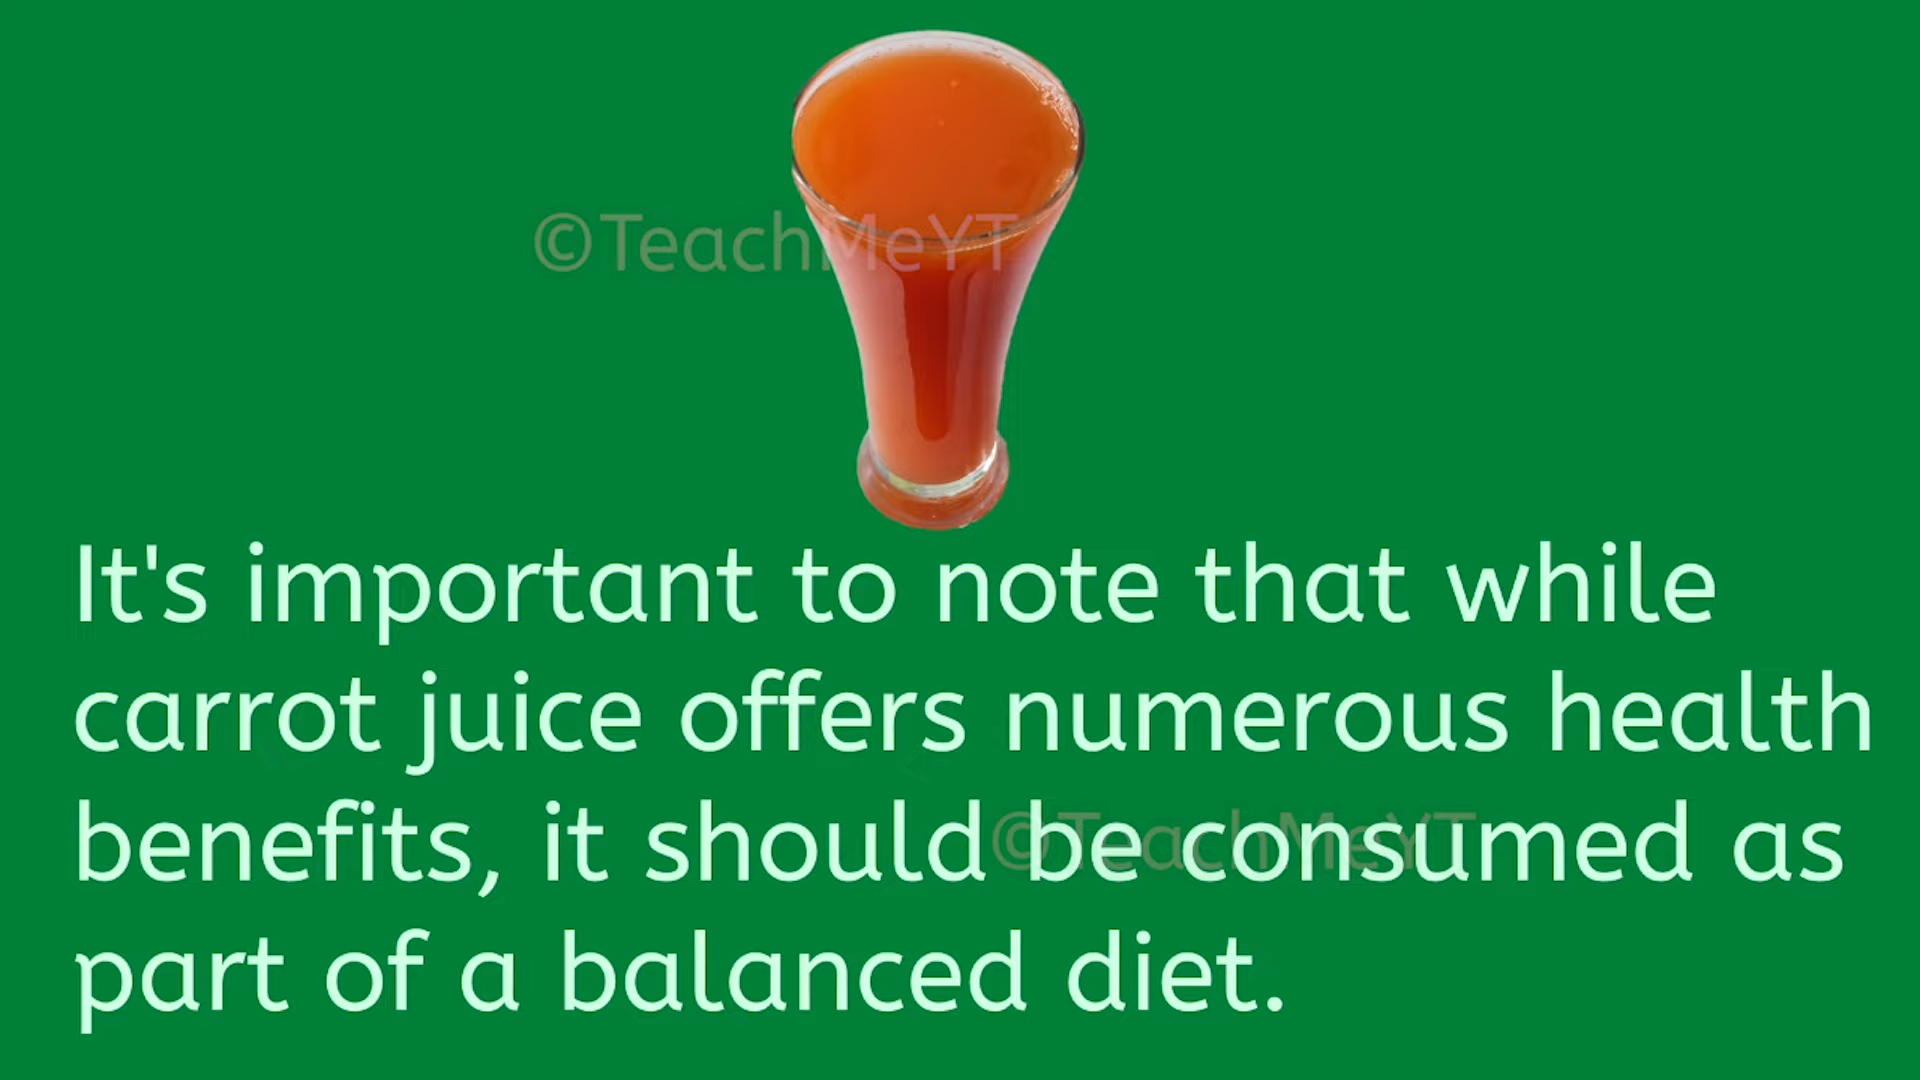 ©TeachMeYT
It's important to note that while
carrot juice offers numerous health
benefits, it should be consumed as
©TeachMeYT
part of a balanced diet.